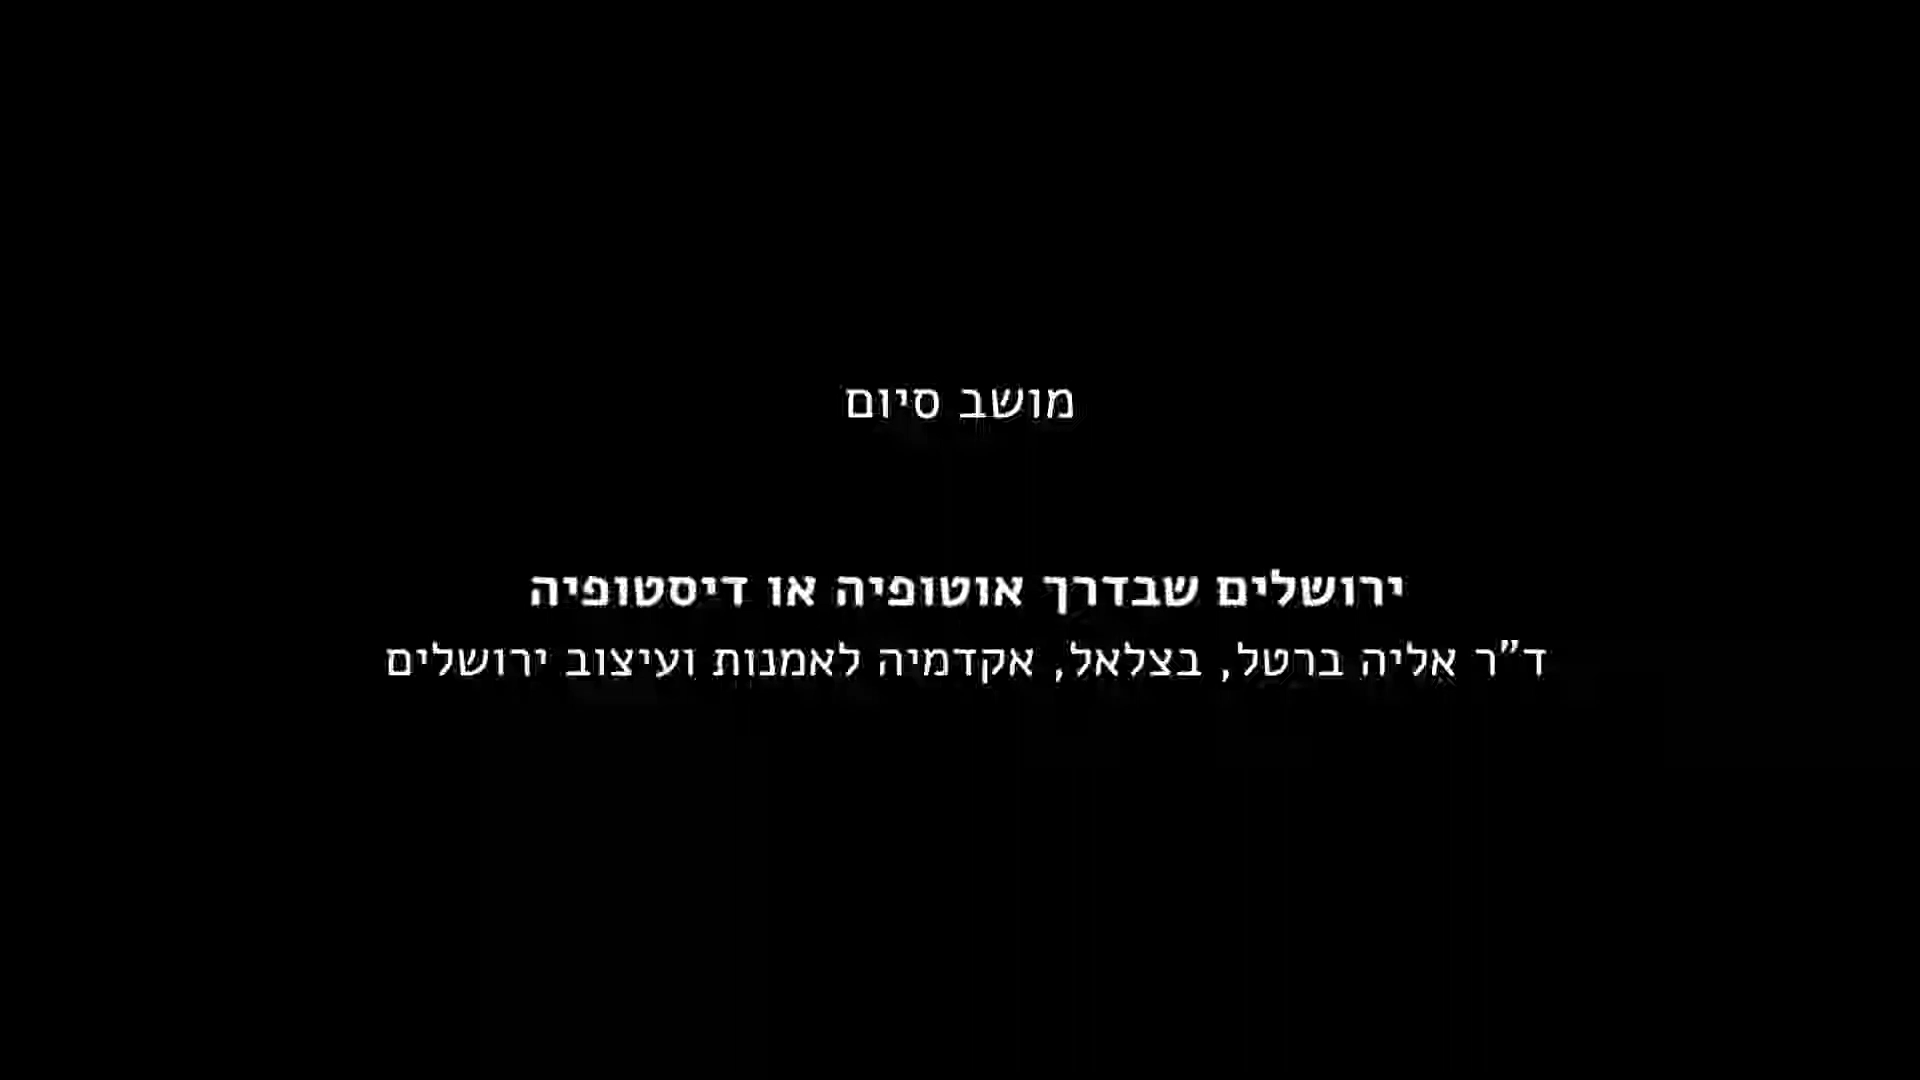 מושב סיום
ירושלים שבדרך אוטופיה או דיסטופיה
ד"ר אליה ברטל, בצלאל, אקדמיה לאמנות ועיצוב ירושלים